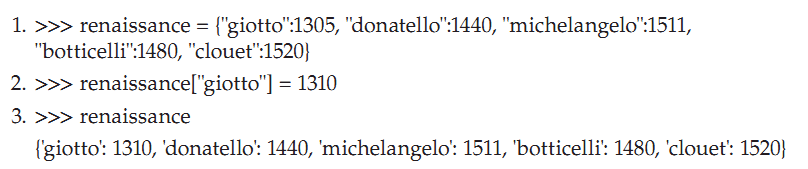 1. >>> renaissance = {"giotto":1305, "donatello":1440, "michelangelo":1511,
"botticelli":1480, "clouet":1520}
2. >>> renaissance["giotto"] = 1310
3. >>> renaissance
{'giotto': 1310, 'donatello': 1440, 'michelangelo': 1511, 'botticelli': 1480, 'clouet': 1520}